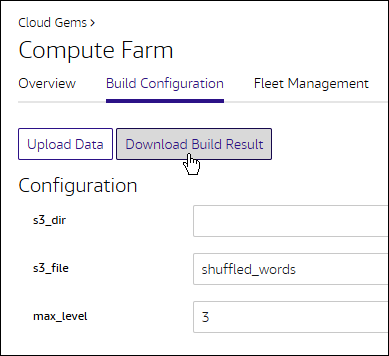 Cloud Gems >
Compute Farm
Overview Build Configuration Fleet Management
Upload Data Download Build Result
Configuration
s3_dir
s3_file shuffled_words
max_level 3